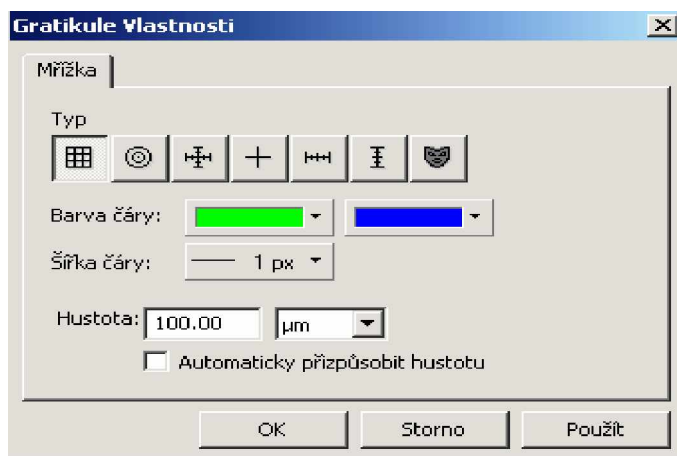 Gratikule Vlastnosti
Mřížka
Typ
Barva čáry:
Šířka čáry: 1 px
Hustota: 100.00 µm
Automaticky přizpůsobit hustotu
OK Storno Použít